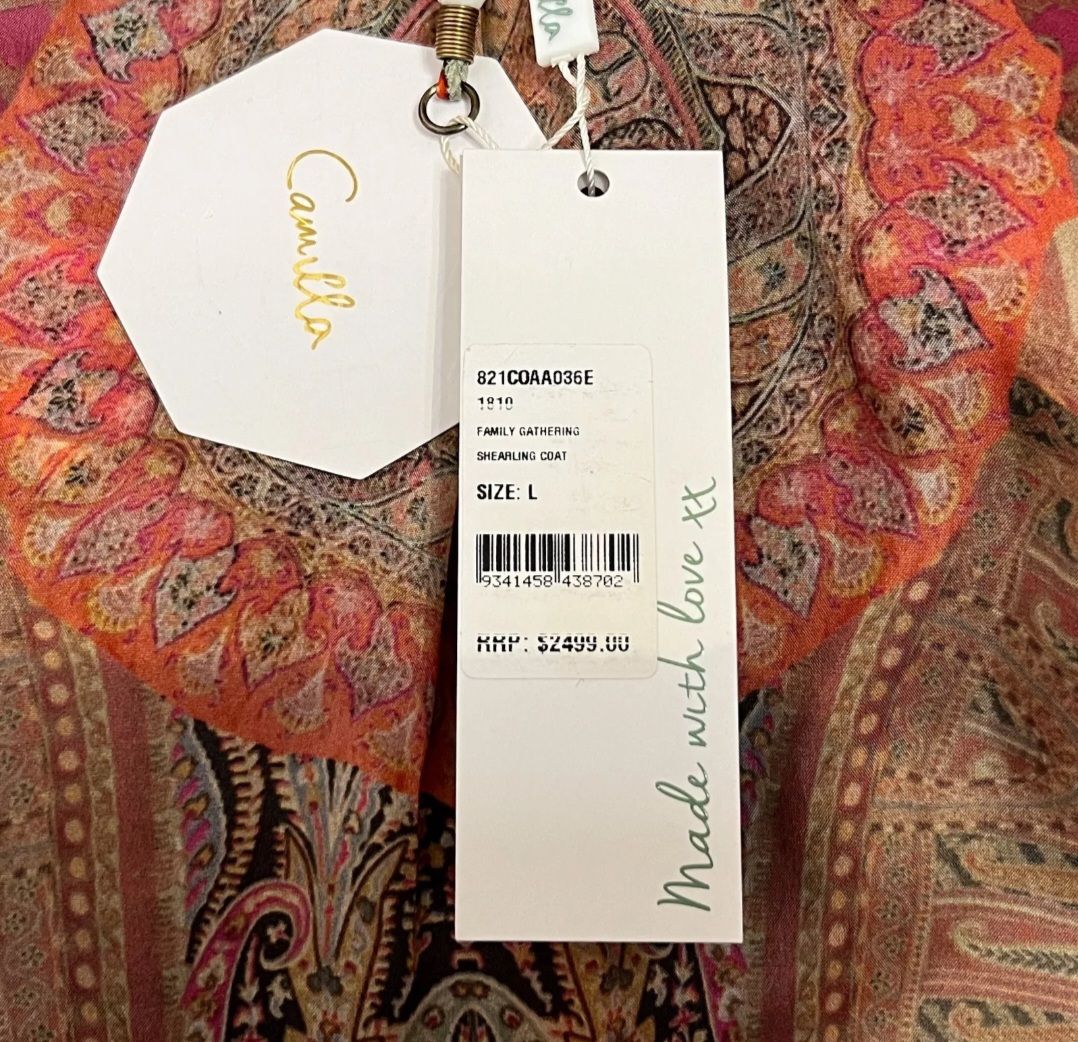 Camilla
821COAA036E
1810
FAMILY GATHERING
SHEARLING COAT
SIZE: L
9341458 438702
RRP: $2499.00
Made with love xx